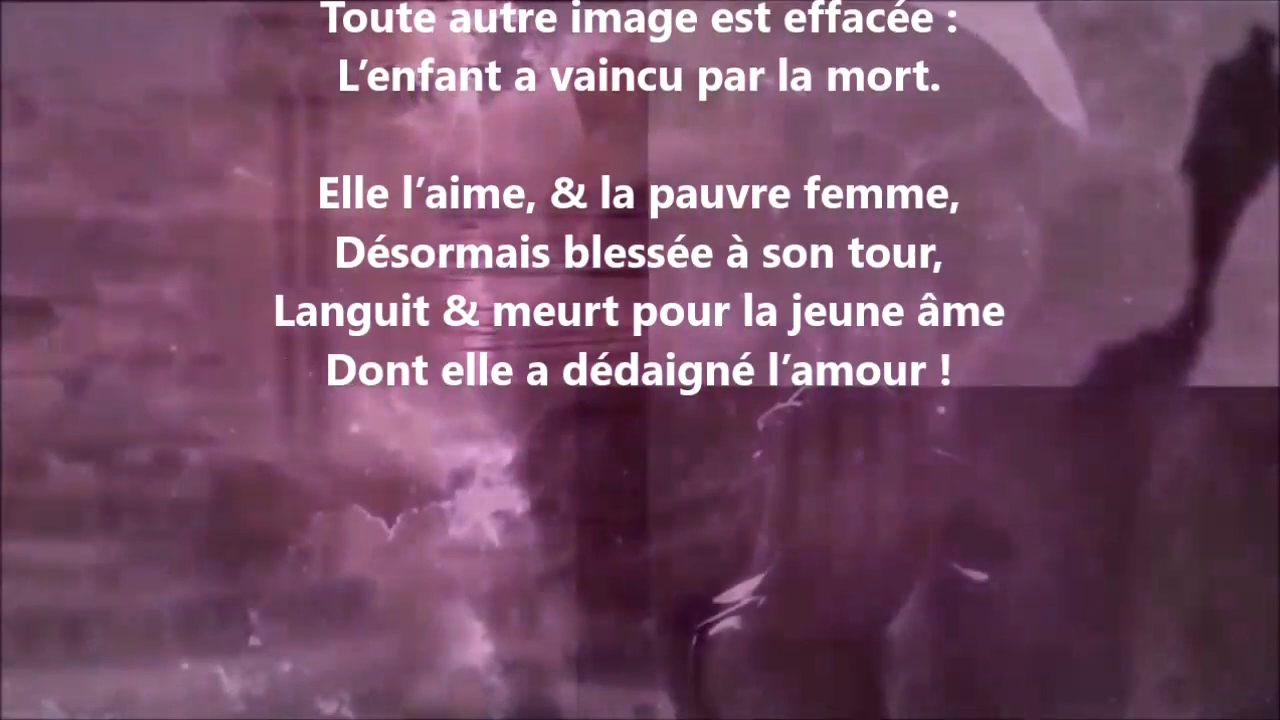 Toute autre image est effacée :
L’enfant a vaincu par la mort.
Elle l’aime, & la pauvre femme,
Désormais blessée à son tour,
Languit & meurt pour la jeune âme
Dont elle a dédaigné l’amour !